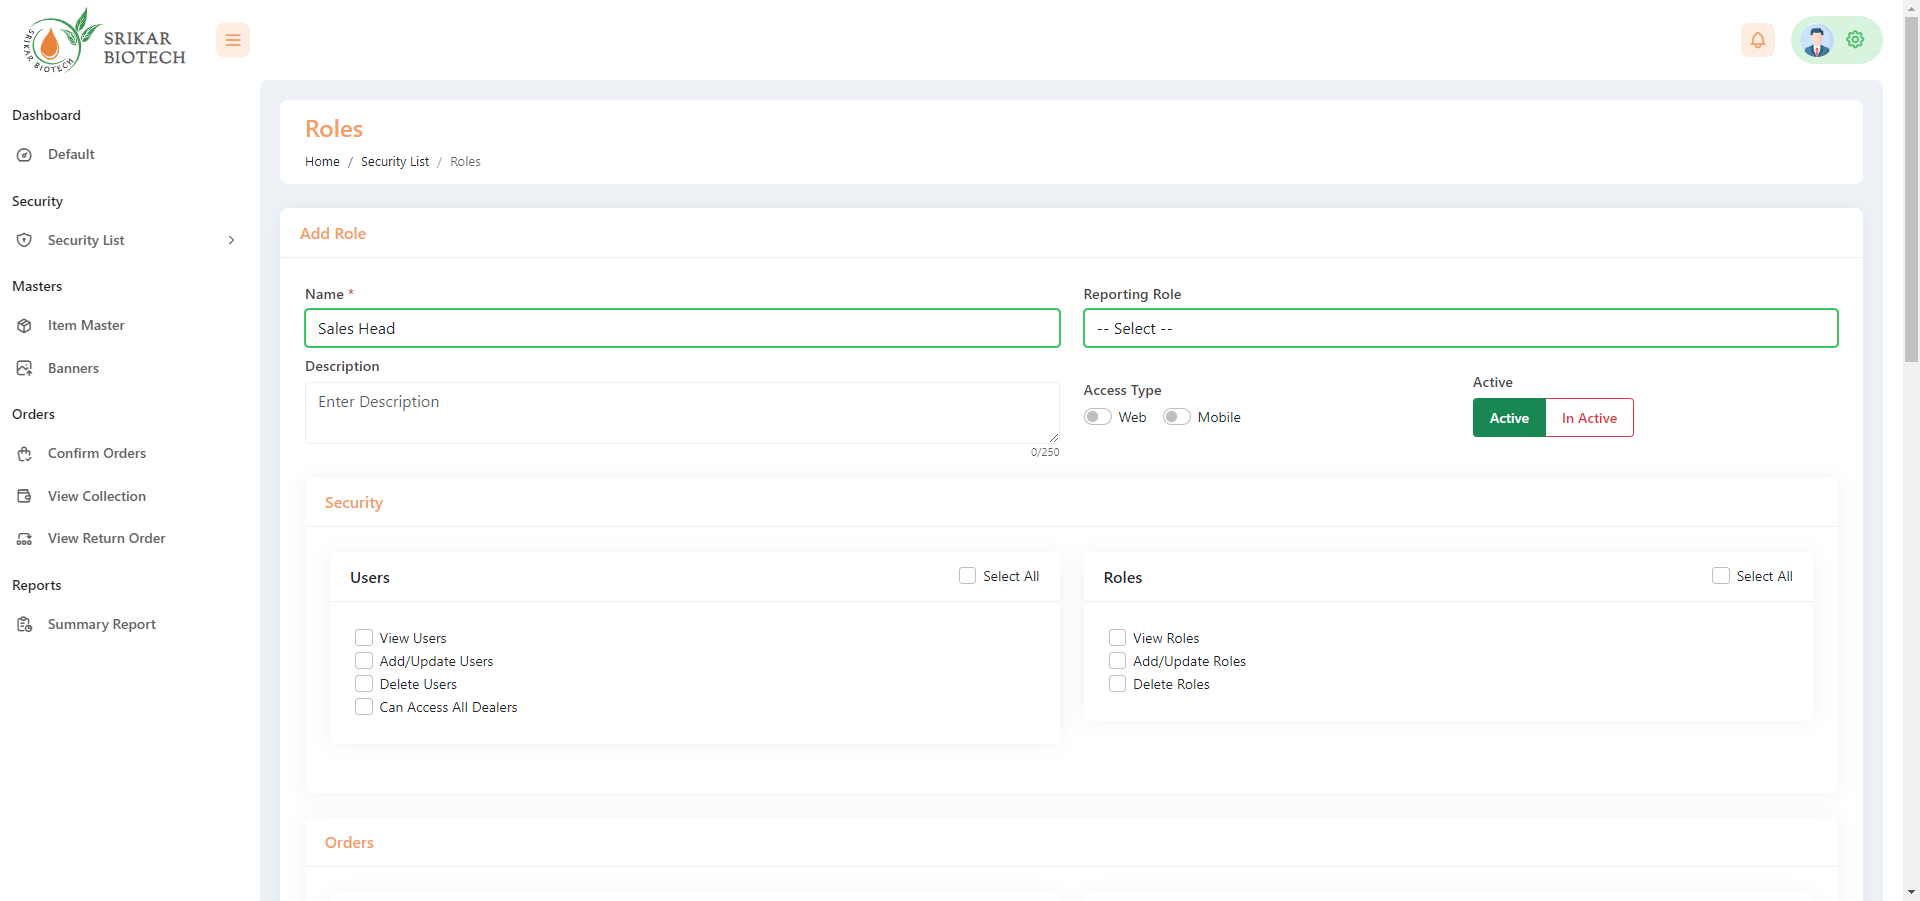 SRIKAR BIOTECH
SRIKAR
BIOTECH
Dashboard
Default
Security
Security List
Masters
Item Master
Banners
Orders
Confirm Orders
View Collection
View Return Order
Reports
Summary Report
Roles
Home / Security List / Roles
Add Role
Name *
Sales Head
Reporting Role
-- Select --
Description
Enter Description
0/250
Access Type
Web Mobile
Active
Active In Active
Security
Users Select All
View Users
Add/Update Users
Delete Users
Can Access All Dealers
Roles Select All
View Roles
Add/Update Roles
Delete Roles
Orders